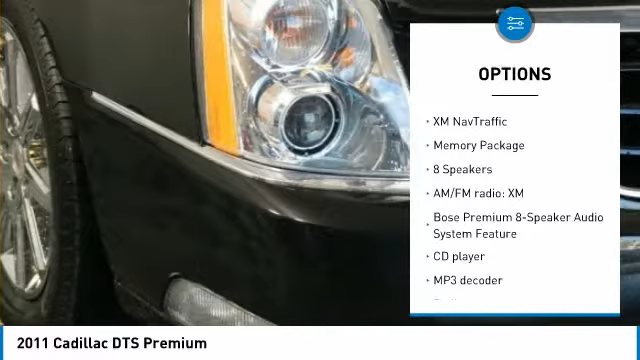 OPTIONS
XM NavTraffic
Memory Package
8 Speakers
AM/FM radio: XM
Bose Premium 8-Speaker Audio
System Feature
CD player
MP3 decoder
2011 Cadillac DTS Premium